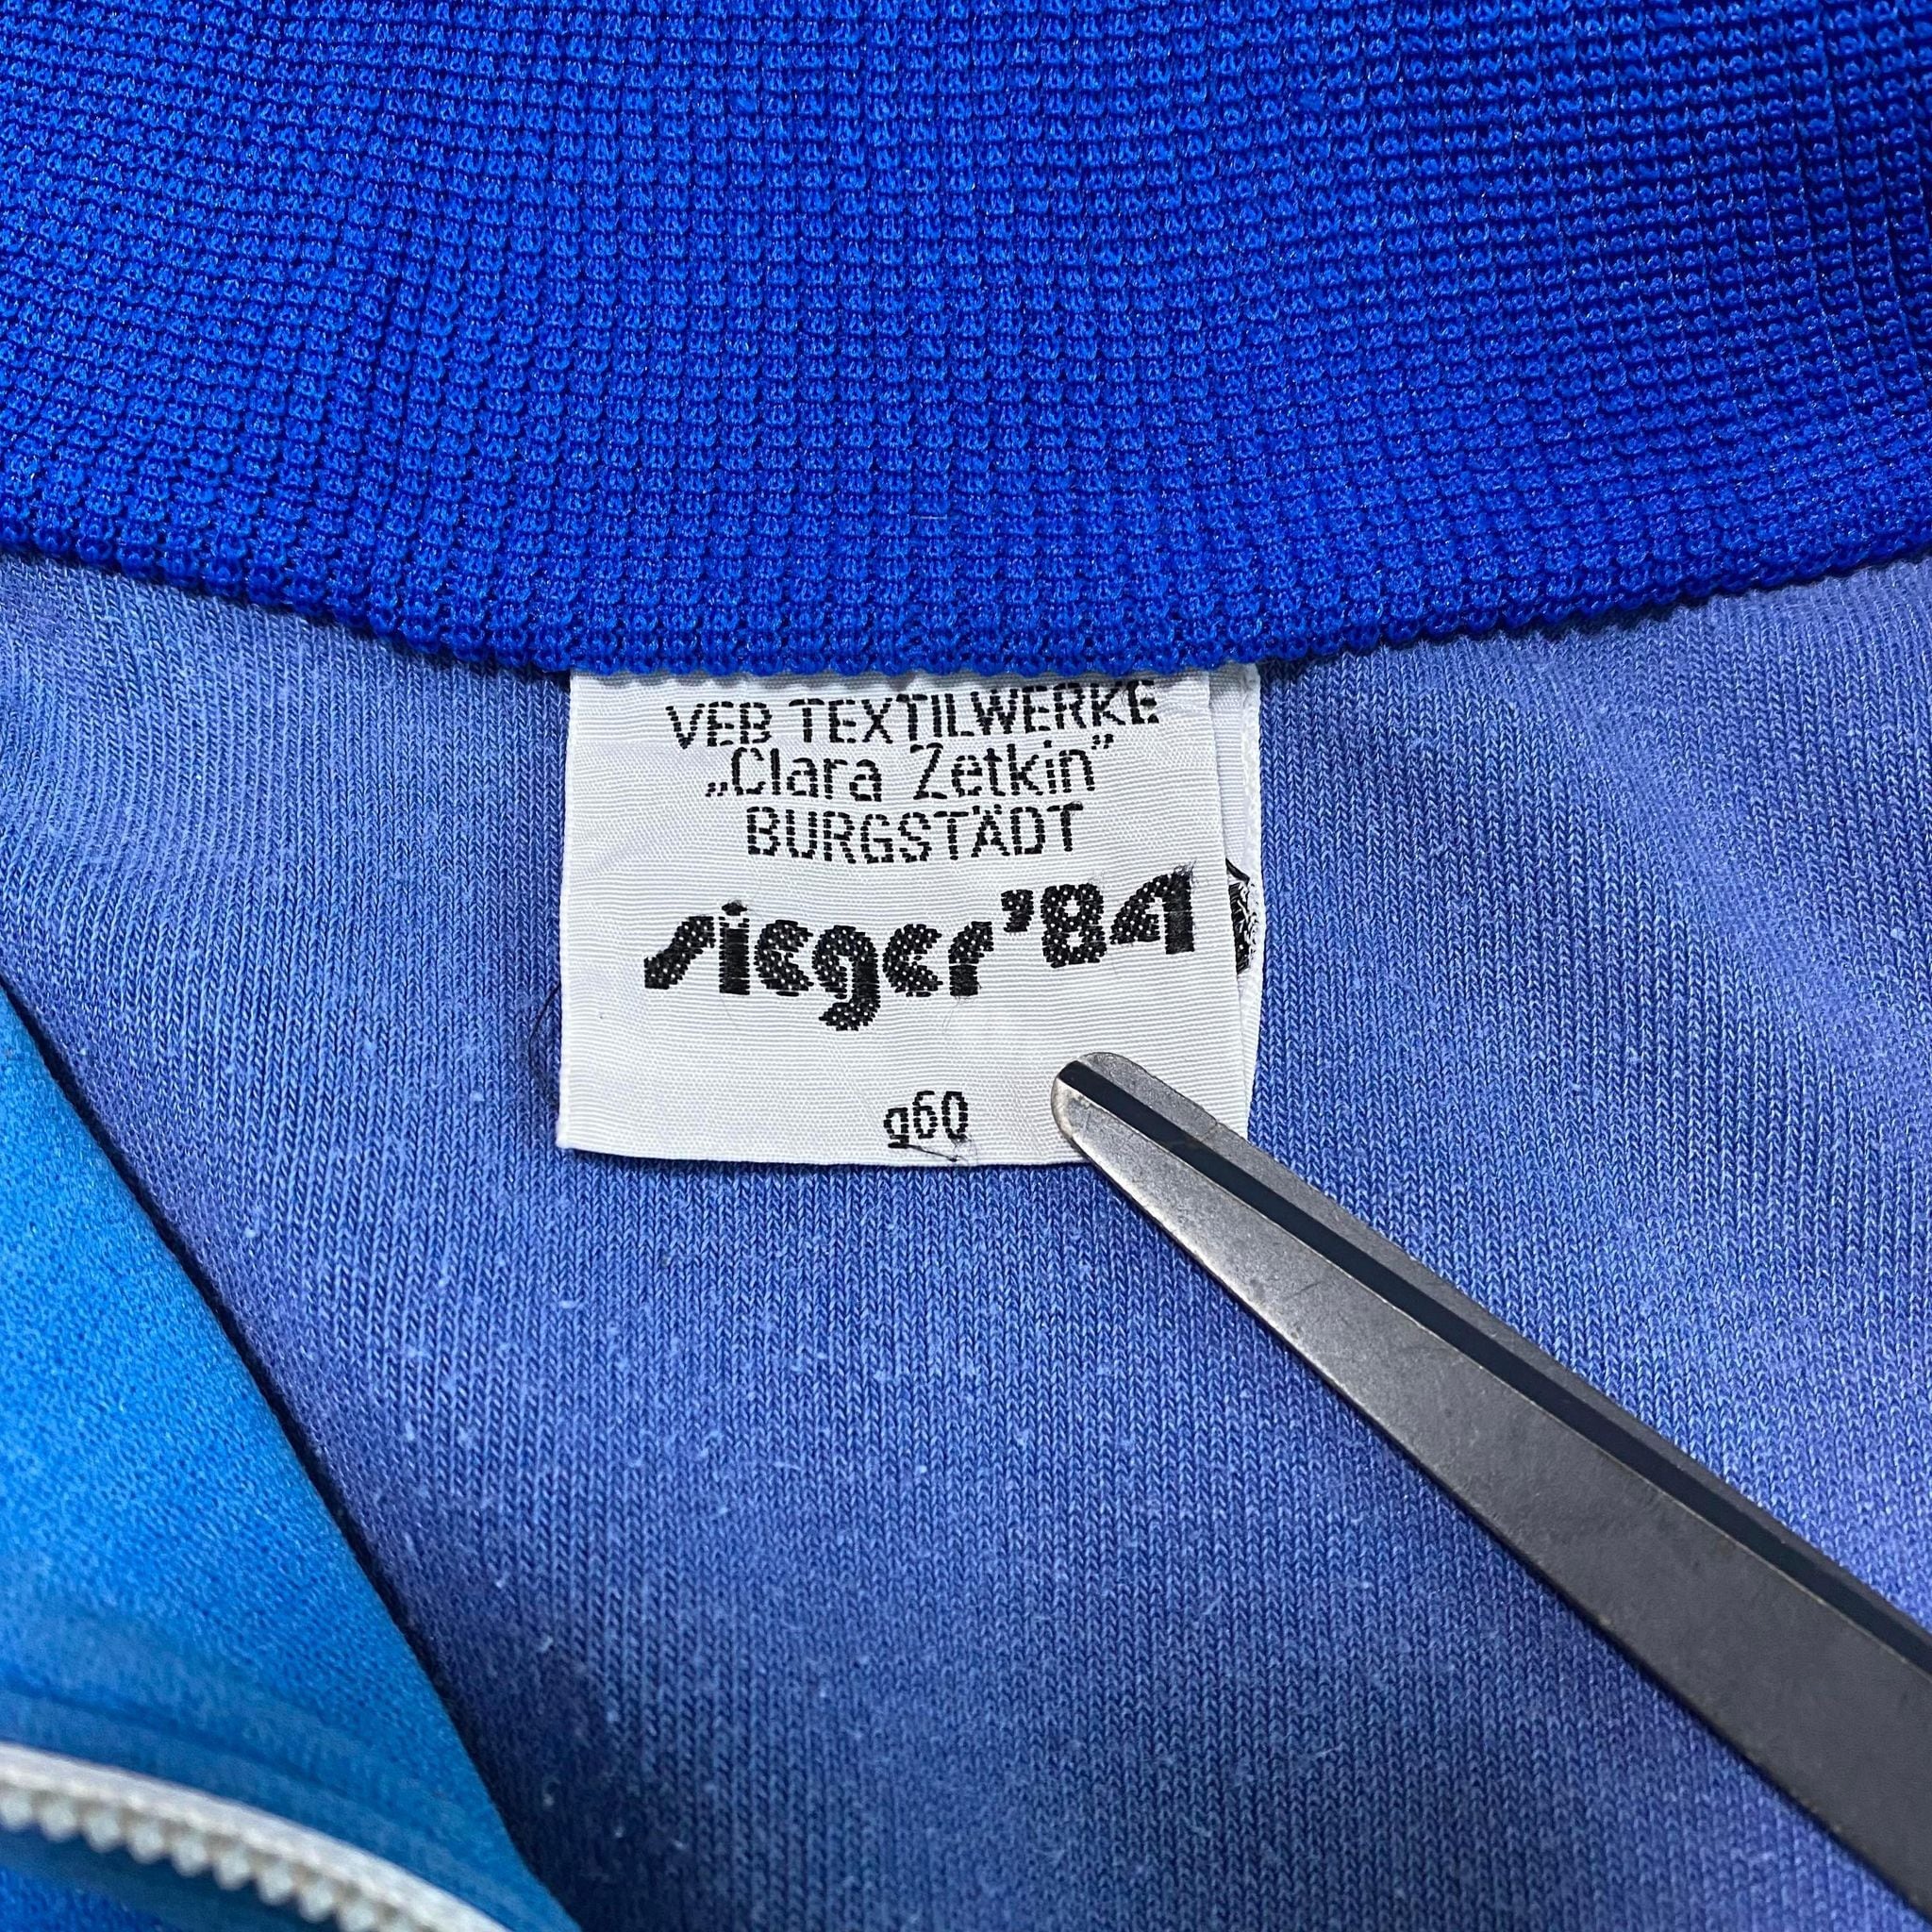 VEB TEXTILWERKE
„Clara Zetkin”
BURGSTÄDT
sieger'84
g60